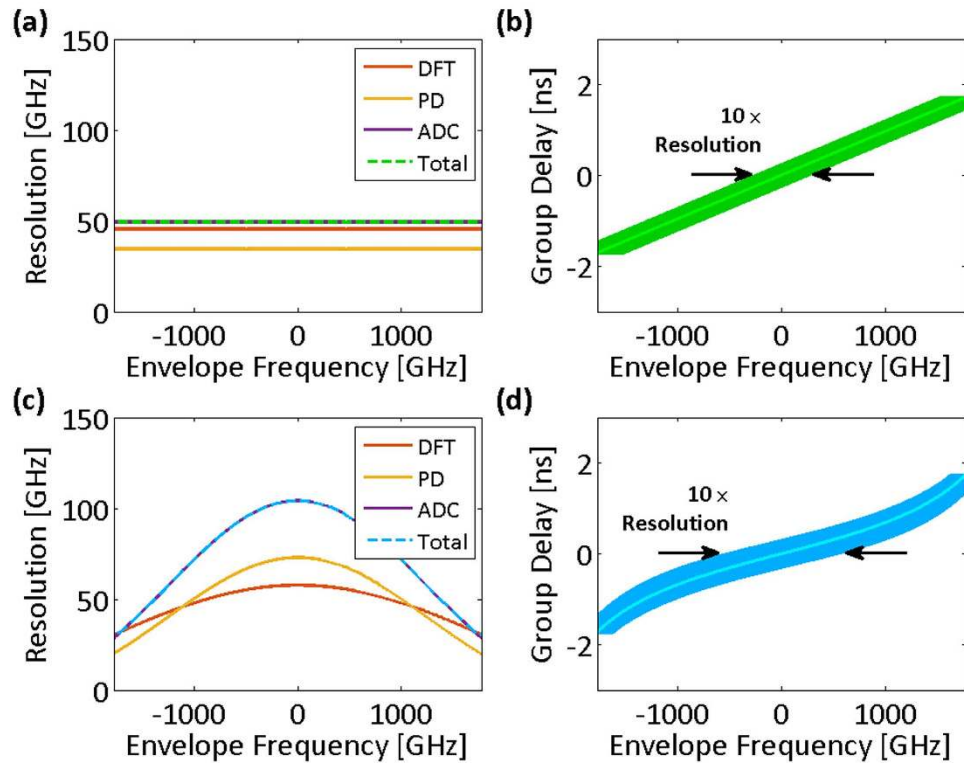 (a)
Resolution [GHz]
150
100
50
0
DFT
PD
ADC
Total
-1000 0 1000
Envelope Frequency [GHz]
(b)
Group Delay [ns]
2
0
-2
10 ×
Resolution
-1000 0 1000
Envelope Frequency [GHz]
(c)
Resolution [GHz]
150
100
50
0
DFT
PD
ADC
Total
-1000 0 1000
Envelope Frequency [GHz]
(d)
Group Delay [ns]
2
0
-2
10 ×
Resolution
-1000 0 1000
Envelope Frequency [GHz]